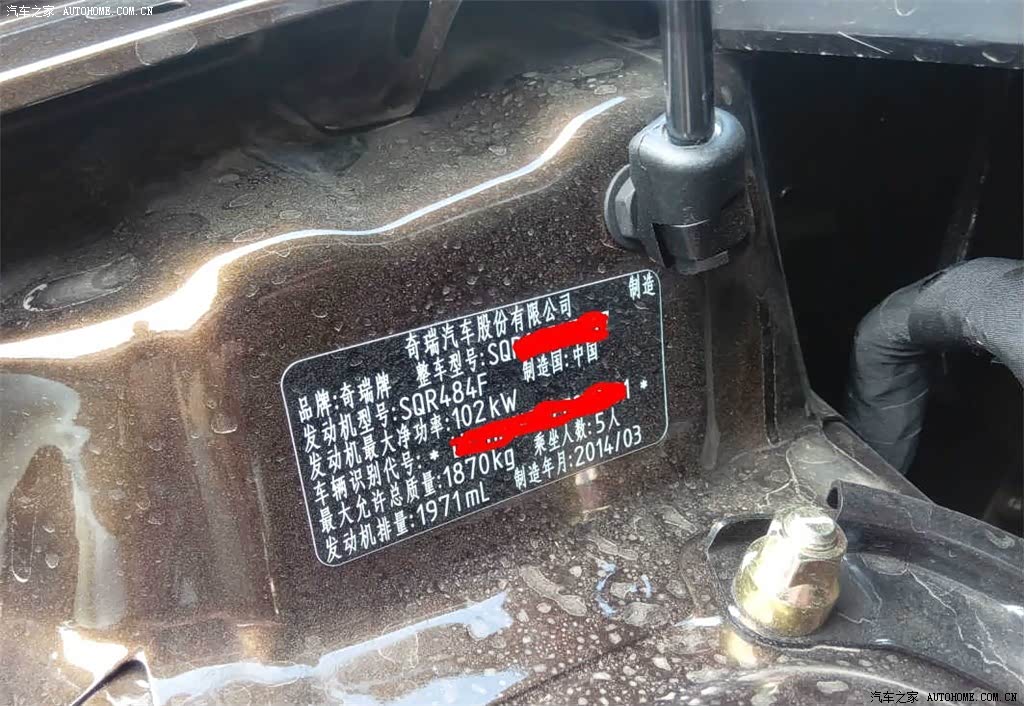 汽车之家 AUTOHOME.COM.CN
奇瑞汽车股份有限公司 制造
品牌:奇瑞牌 整车型号:SQR
发动机型号:SQR484F 制造国:中国
发动机最大净功率:102kW
车辆识别代号:* 1 *
最大允许总质量:1870kg 乘坐人数:5人
发动机排量:1971mL 制造年月:2014/03
汽车之家 AUTOHOME.COM.CN